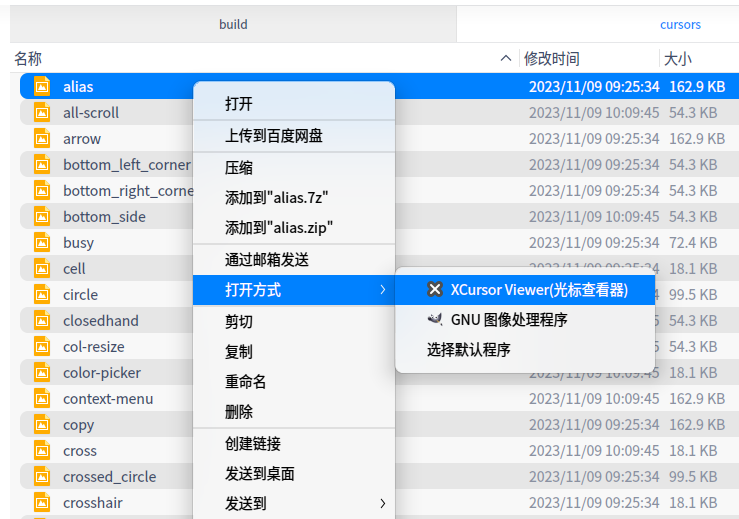 build cursors
名称 修改时间 大小
alias 2023/11/09 09:25:34 162.9 KB
all-scroll 2023/11/09 10:09:45 54.3 KB
arrow 2023/11/09 09:25:34 162.9 KB
bottom_left_corner 2023/11/09 09:25:34 54.3 KB
bottom_right_corne 2023/11/09 09:25:34 54.3 KB
bottom_side 2023/11/09 10:09:45 54.3 KB
busy 2023/11/09 09:25:34 72.4 KB
cell 18.1 KB
circle 99.5 KB
closedhand 54.3 KB
col-resize 54.3 KB
color-picker 2023/11/09 10:09:45 18.1 KB
context-menu 2023/11/09 10:09:45 162.9 KB
copy 2023/11/09 09:25:34 162.9 KB
cross 2023/11/09 10:09:45 18.1 KB
crossed_circle 2023/11/09 09:25:34 99.5 KB
crosshair 2023/11/09 09:25:34 18.1 KB
打开
上传到百度网盘
压缩
添加到"alias.7z"
添加到"alias.zip"
通过邮箱发送
打开方式
剪切
复制
重命名
删除
创建链接
发送到桌面
发送到
XCursor Viewer(光标查看器)
GNU 图像处理程序
选择默认程序